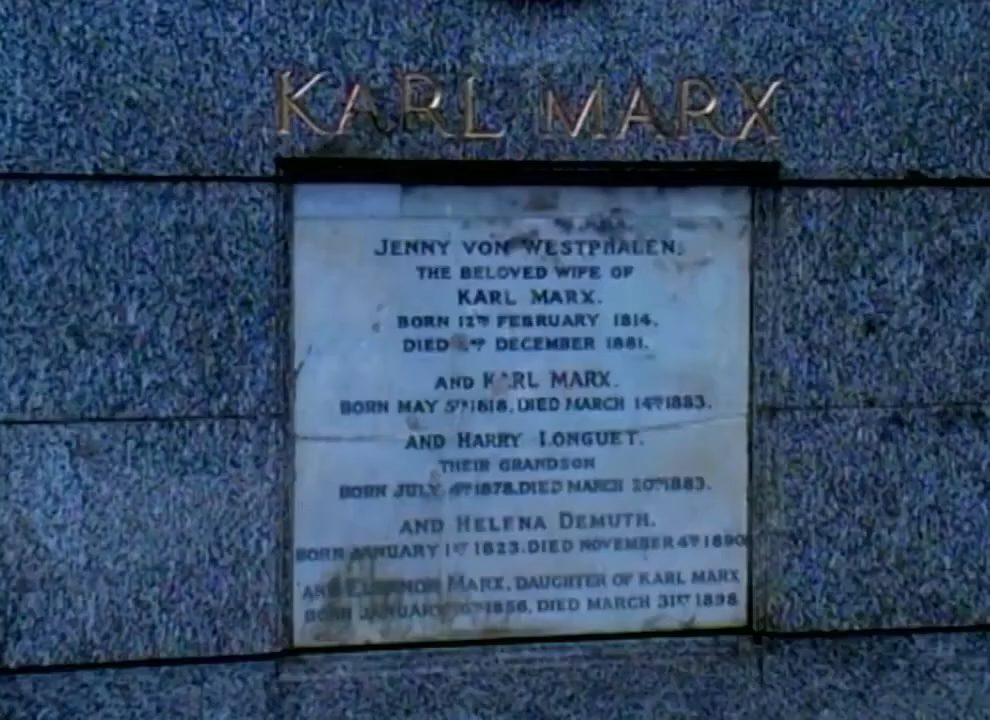 KARL MARX
JENNY VON WESTPHALEN,
THE BELOVED WIFE OF
KARL MARX.
BORN 12TH FEBRUARY 1814.
DIED DECEMBER 1881.
AND KARL MARX.
BORN MAY 5TH 1818, DIED MARCH 14TH 1883.
AND HARRY LONGUET.
THEIR GRANDSON
BORN JULY 4TH 1878, DIED MARCH 20TH 1883.
AND HELENA DEMUTH.
BORN JANUARY 1ST 1823. DIED NOVEMBER 4TH 1890
AND ELEANOR MARX, DAUGHTER OF KARL MARX
BORN JANUARY 1856, DIED MARCH 31ST 1898